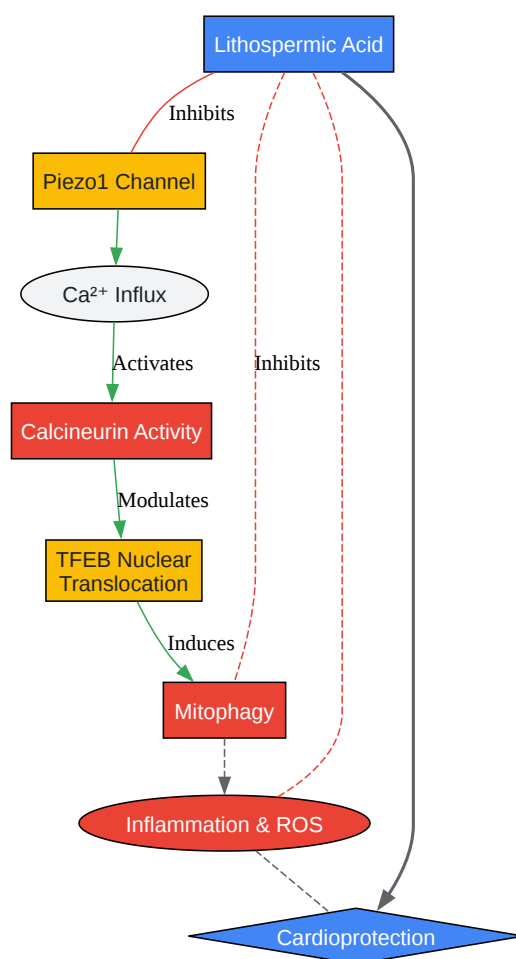 Lithospermic Acid
Inhibits
Piezo1 Channel
Ca²⁺ Influx
Activates
Inhibits
Calcineurin Activity
Modulates
TFEB Nuclear
Translocation
Induces
Mitophagy
Inflammation & ROS
Cardioprotection